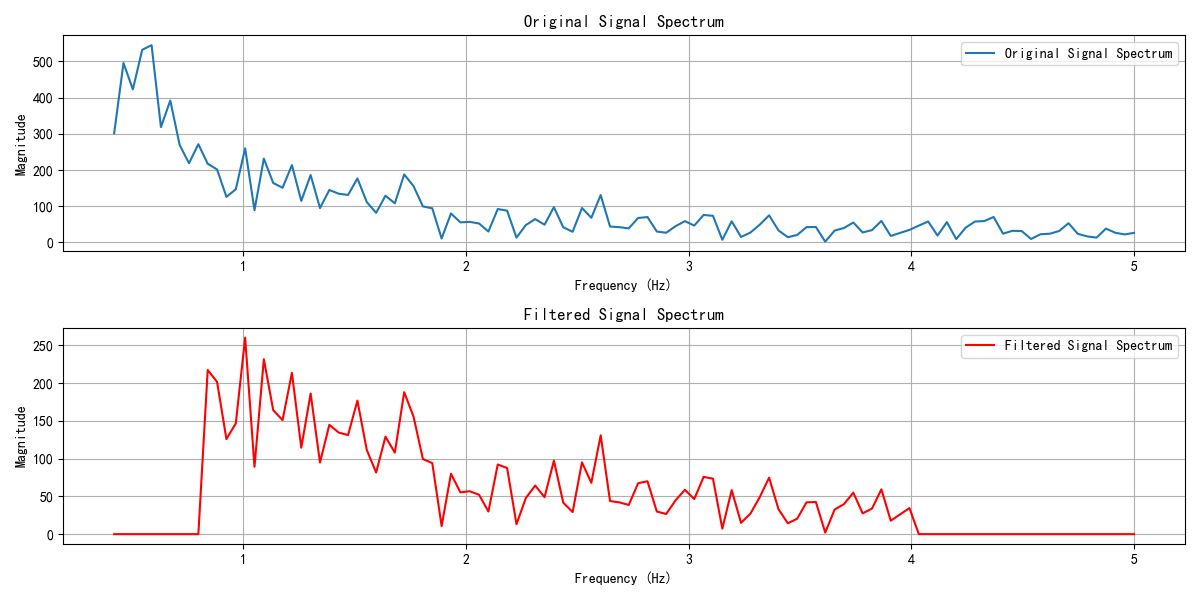 Original Signal Spectrum
Original Signal Spectrum
Magnitude
500
400
300
200
100
0
1 2 3 4 5
Frequency (Hz)
Filtered Signal Spectrum
Filtered Signal Spectrum
Magnitude
250
200
150
100
50
0
1 2 3 4 5
Frequency (Hz)